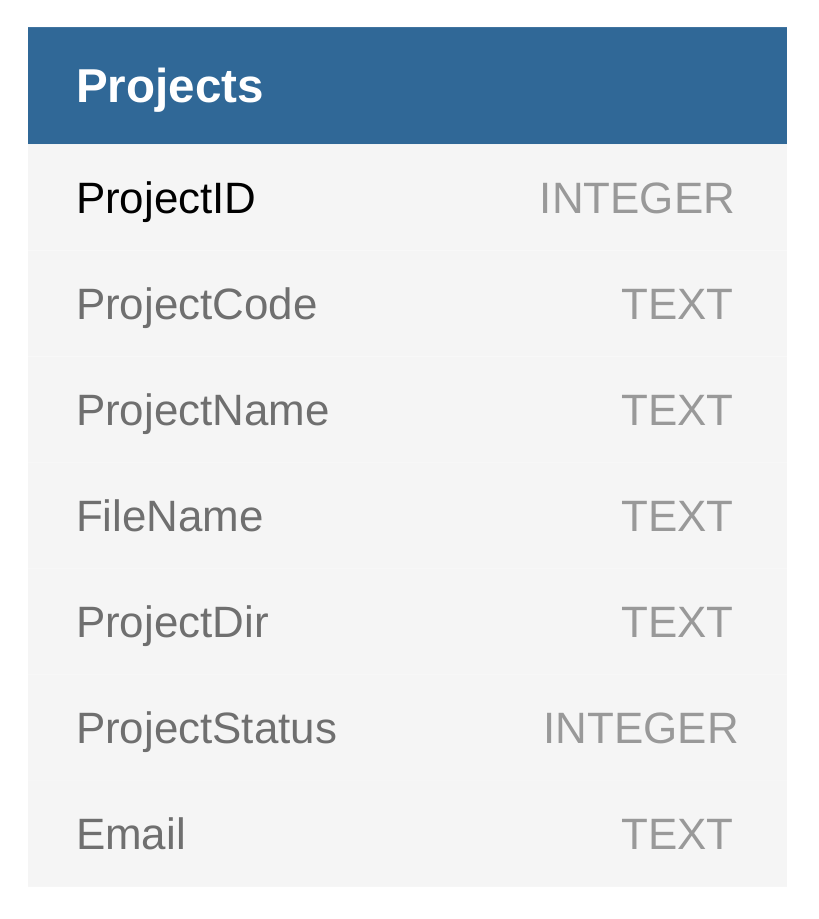 Projects
ProjectID INTEGER
ProjectCode TEXT
ProjectName TEXT
FileName TEXT
ProjectDir TEXT
ProjectStatus INTEGER
Email TEXT